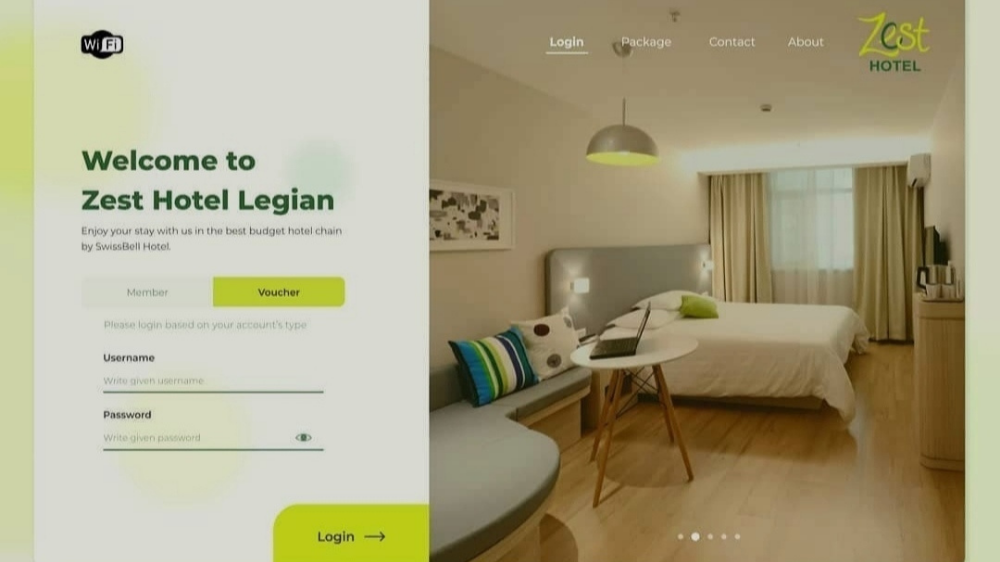 WiFi
Login Package Contact About
Zest
HOTEL
Welcome to
Zest Hotel Legian
Enjoy your stay with us in the best budget hotel chain
by SwissBell Hotel.
Member Voucher
Please login based on your account's type
Username
Write given username.
Password
Write given password
Login